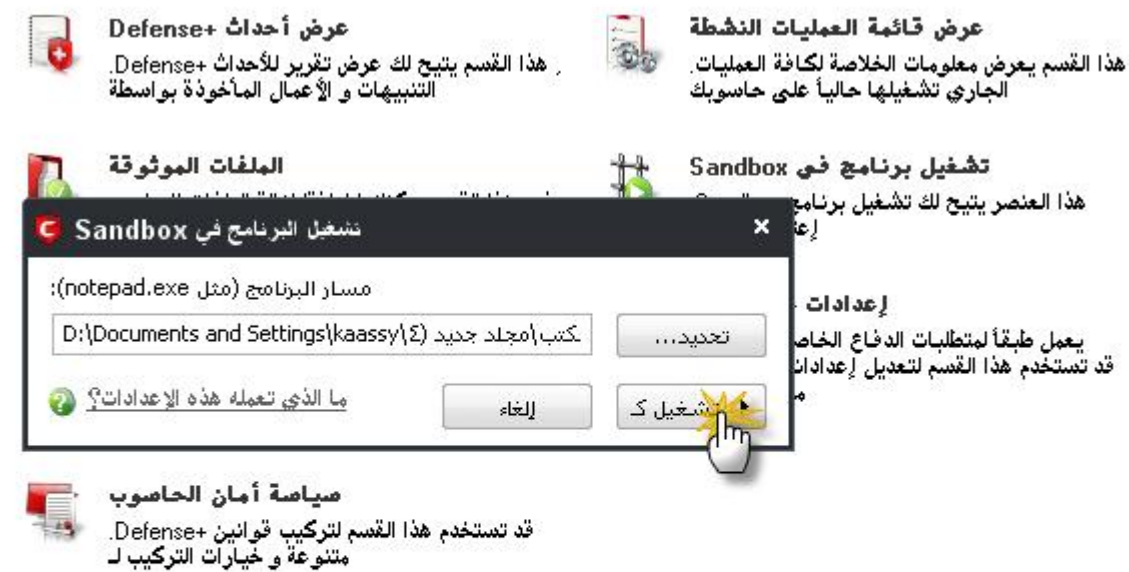 عرض أحداث +Defense
. هذا القسم يتيح لك عرض تقرير للأحداث +Defense
التنبيهات و الأعمال المأخوذة بواسطة
عرض قائمة العمليات النشطة
هذا القسم يعرض معلومات الخلاصة لكافة العمليات.
الجاري تشغيلها حالياً على حاسوبك
الملفات الموثوقة
تشغيل برنامج في Sandbox
هذا العنصر يتيح لك تشغيل برنامج
تشغيل البرنامج في Sandbox
مسار البرنامج (مثل notepad.exe):
D:\Documents and Settings\kaassy\كتب\مجلد جديد (٤
تحديد...
ما الذي تعمله هذه الإعدادات؟
إلغاء
تشغيل كـ
إعدادات
يعمل طبقاً لمتطلبات الدفاع
قد تستخدم هذا القسم لتعديل إعدادات
سياسة أمان الحاسوب
قد تستخدم هذا القسم لتركيب قوانين +Defense.
متنوعة و خيارات التركيب لـ